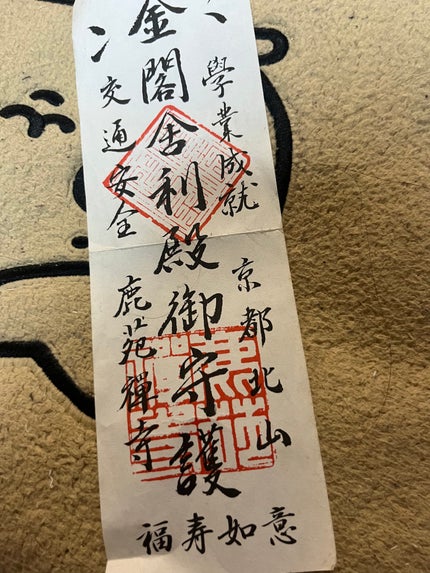 學業成就
京都北山
金閣舎利殿御守護
交通安全
鹿苑禅寺
福寿如意